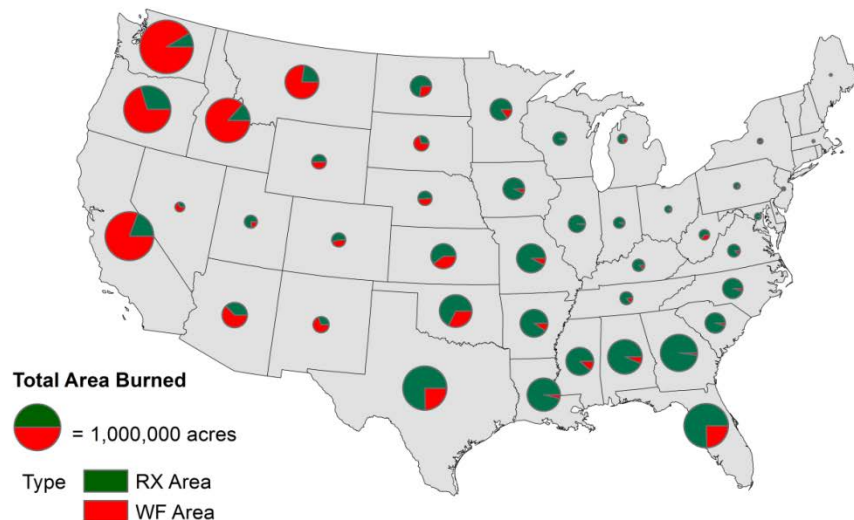 Total Area Burned
= 1,000,000 acres
Type
RX Area
WF Area